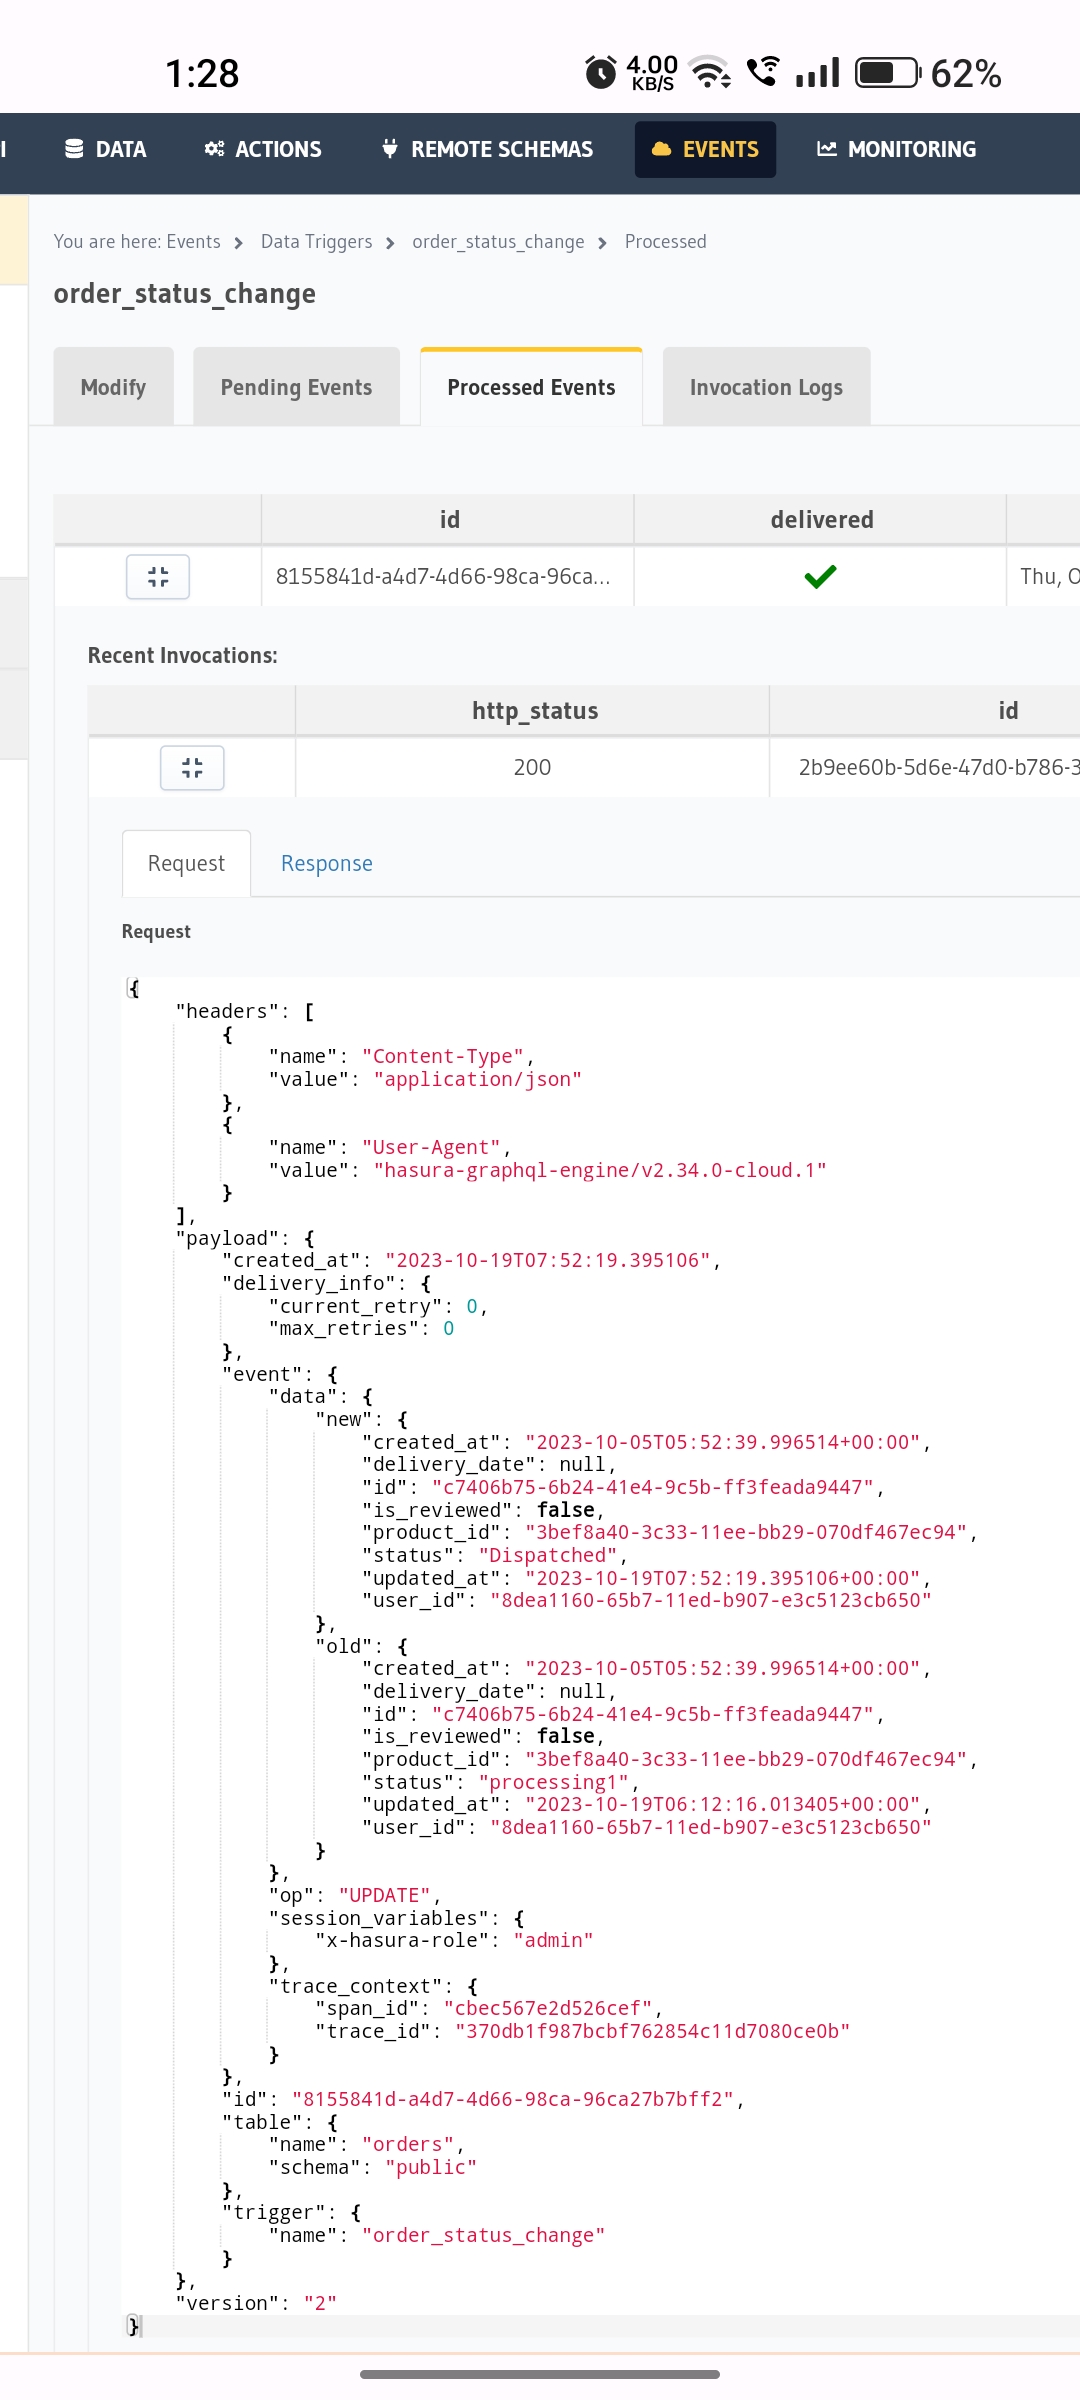 1:28 4.00 KB/S 62%
I DATA ACTIONS REMOTE SCHEMAS EVENTS MONITORING
You are here: Events > Data Triggers > order_status_change > Processed
order_status_change
Modify Pending Events Processed Events Invocation Logs
id delivered
8155841d-a4d7-4d66-98ca-96ca... Thu, O
Recent Invocations:
http_status id
200 2b9ee60b-5d6e-47d0-b786-3
Request Response
Request
{
"headers": [
{
"name": "Content-Type",
"value": "application/json"
},
{
"name": "User-Agent",
"value": "hasura-graphql-engine/v2.34.0-cloud.1"
}
],
"payload": {
"created_at": "2023-10-19T07:52:19.395106",
"delivery_info": {
"current_retry": 0,
"max_retries": 0
},
"event": {
"data": {
"new": {
"created_at": "2023-10-05T05:52:39.996514+00:00",
"delivery_date": null,
"id": "c7406b75-6b24-41e4-9c5b-ff3feada9447",
"is_reviewed": false,
"product_id": "3bef8a40-3c33-11ee-bb29-070df467ec94",
"status": "Dispatched",
"updated_at": "2023-10-19T07:52:19.395106+00:00",
"user_id": "8dea1160-65b7-11ed-b907-e3c5123cb650"
},
"old": {
"created_at": "2023-10-05T05:52:39.996514+00:00",
"delivery_date": null,
"id": "c7406b75-6b24-41e4-9c5b-ff3feada9447",
"is_reviewed": false,
"product_id": "3bef8a40-3c33-11ee-bb29-070df467ec94",
"status": "processing1",
"updated_at": "2023-10-19T06:12:16.013405+00:00",
"user_id": "8dea1160-65b7-11ed-b907-e3c5123cb650"
}
},
"op": "UPDATE",
"session_variables": {
"x-hasura-role": "admin"
},
"trace_context": {
"span_id": "cbec567e2d526cef",
"trace_id": "370db1f987bcbf762854c11d7080ce0b"
}
},
"id": "8155841d-a4d7-4d66-98ca-96ca27b7bff2",
"table": {
"name": "orders",
"schema": "public"
},
"trigger": {
"name": "order_status_change"
}
},
"version": "2"
}